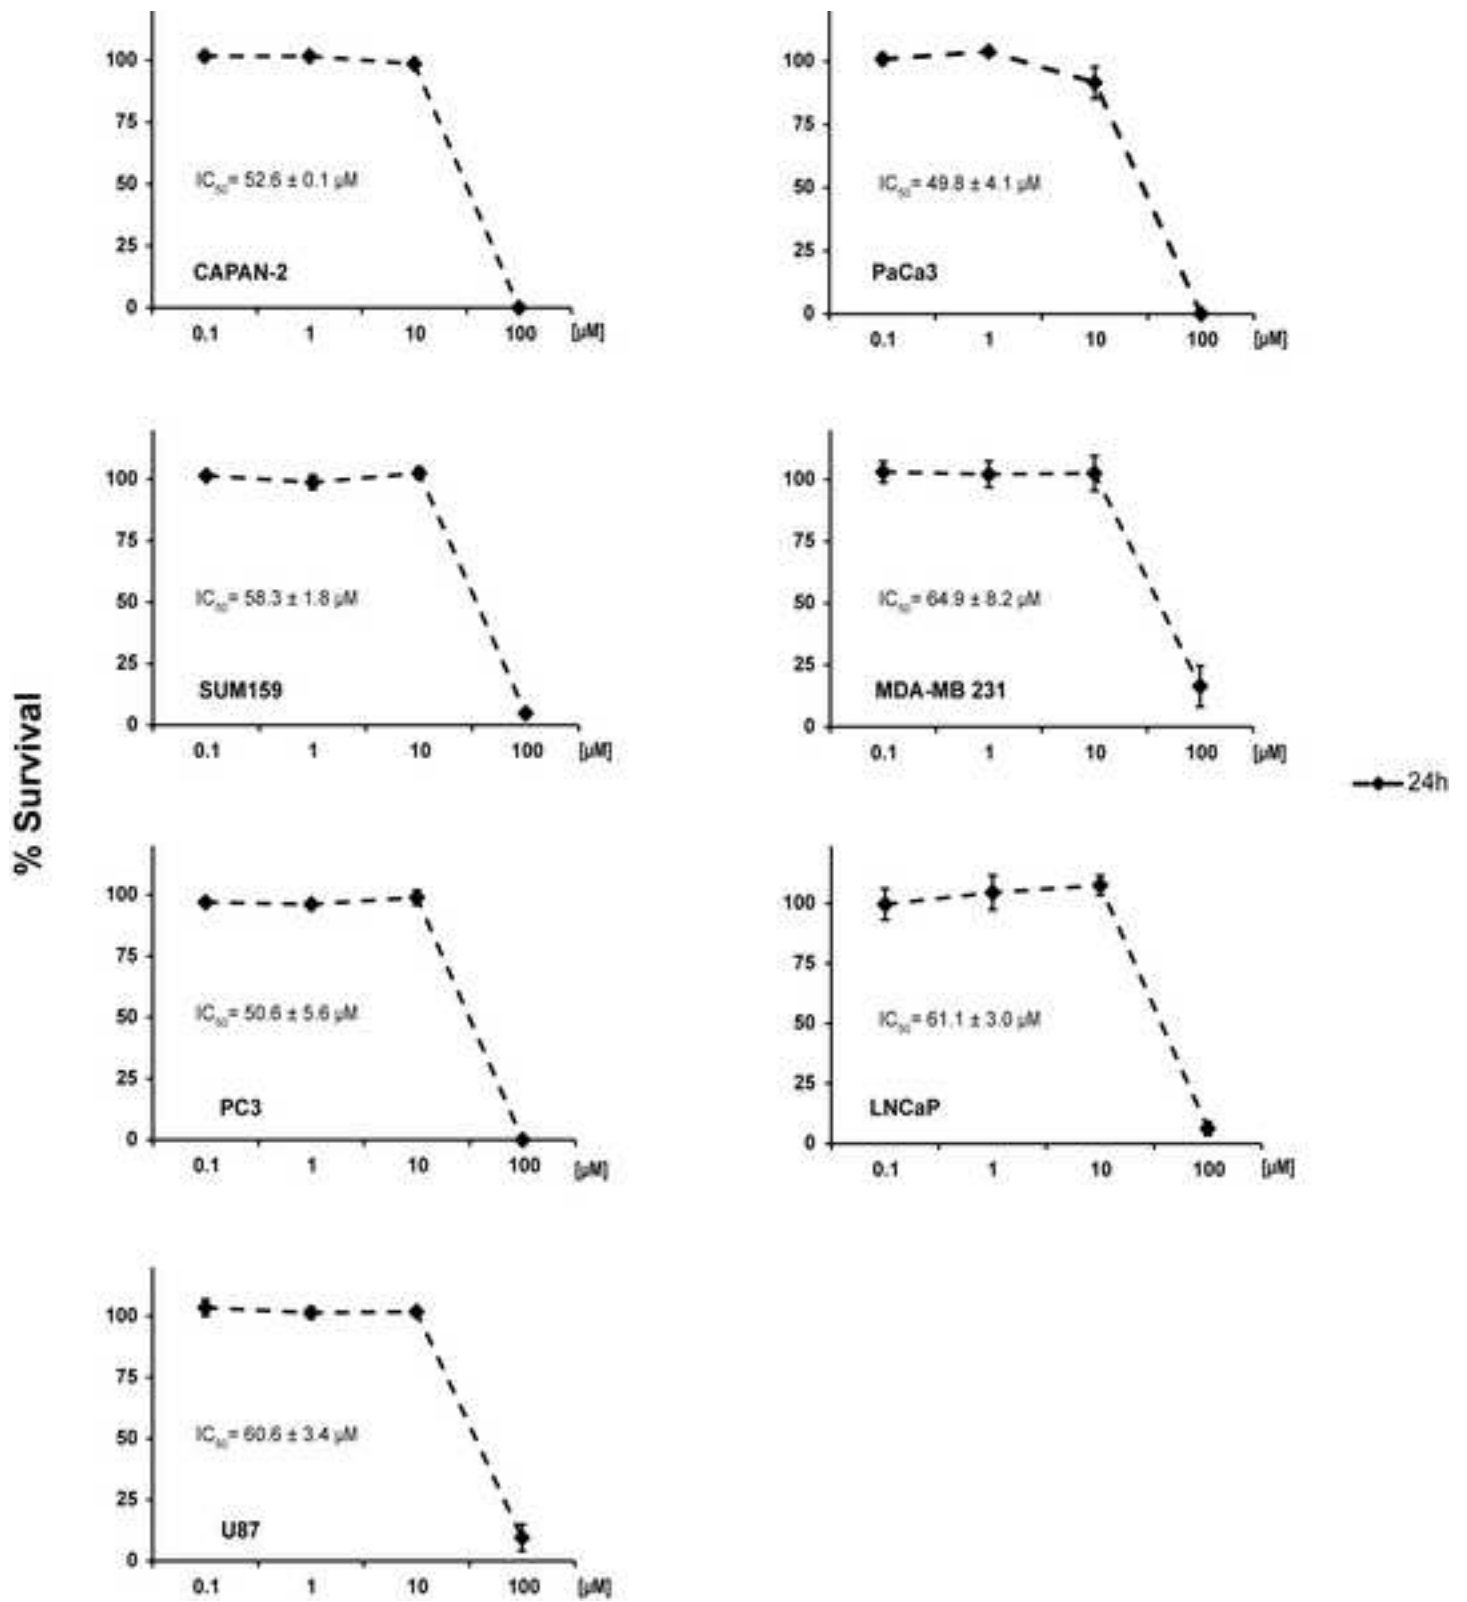 % Survival
100
75
50
25
0
IC50= 52.6 ± 0.1 µM
CAPAN-2
0.1 1 10 100 [µM]
100
75
50
25
0
IC50= 49.8 ± 4.1 µM
PaCa3
0.1 1 10 100 [µM]
100
75
50
25
0
IC50= 58.3 ± 1.8 µM
SUM159
0.1 1 10 100 [µM]
100
75
50
25
0
IC50= 64.9 ± 8.2 µM
MDA-MB 231
0.1 1 10 100 [µM]
24h
100
75
50
25
0
IC50= 50.6 ± 5.6 µM
PC3
0.1 1 10 100 [µM]
100
75
50
25
0
IC50= 61.1 ± 3.0 µM
LNCaP
0.1 1 10 100 [µM]
100
75
50
25
0
IC50= 60.6 ± 3.4 µM
U87
0.1 1 10 100 [µM]